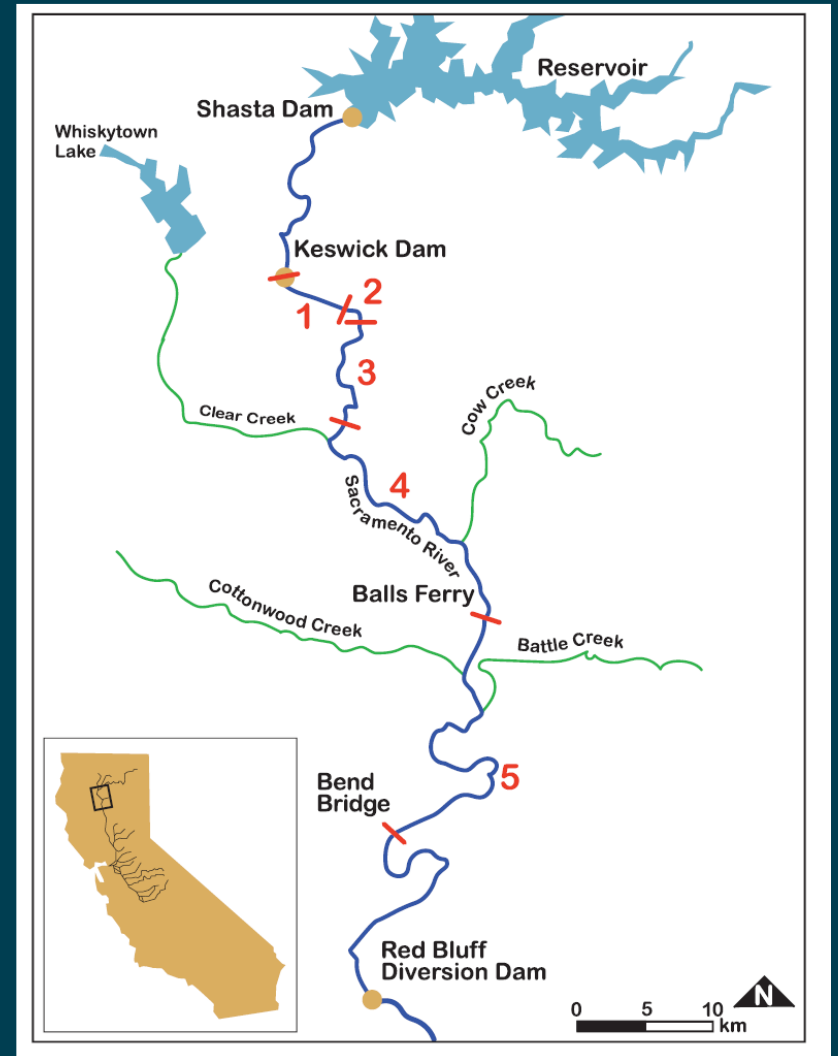 Reservoir
Shasta Dam
Whiskytown
Lake
Keswick Dam
2
1
3
Cow Creek
Clear Creek
4
Sacramento River
Balls Ferry
Cottonwood Creek
Battle Creek
5
Bend
Bridge
Red Bluff
Diversion Dam
N
0 5 10
km